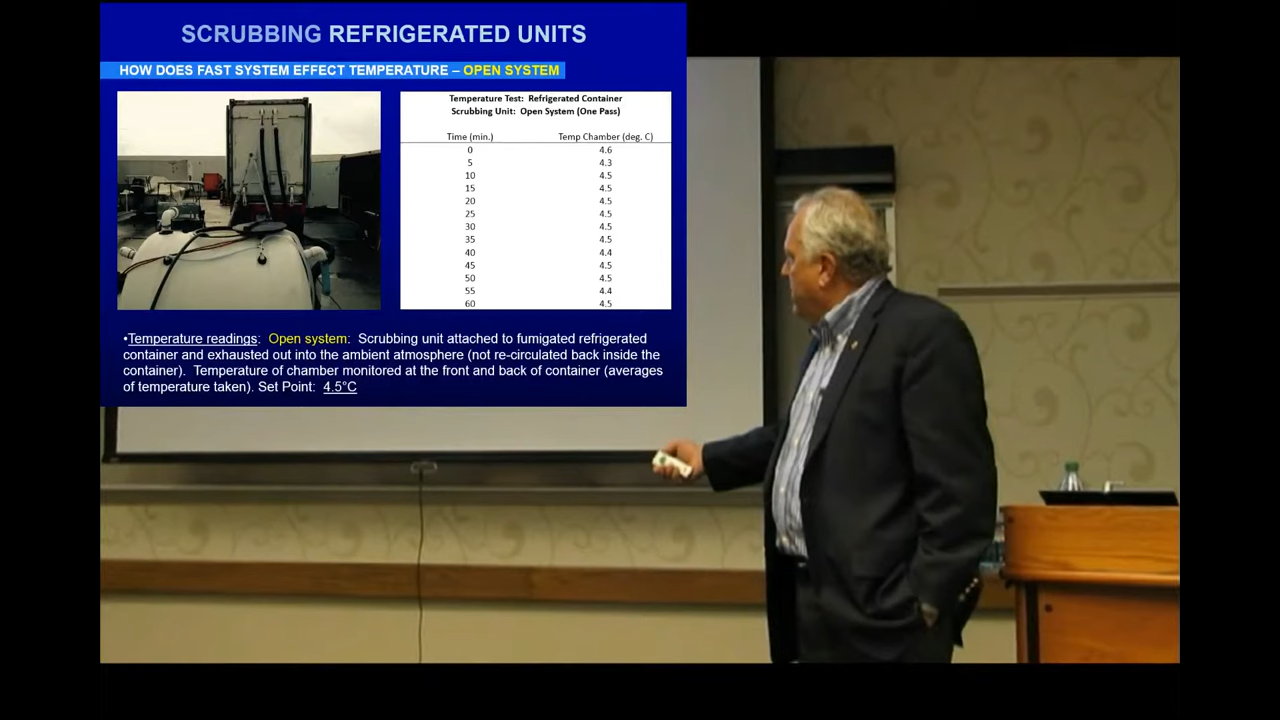 SCRUBBING REFRIGERATED UNITS
HOW DOES FAST SYSTEM EFFECT TEMPERATURE – OPEN SYSTEM
Temperature Test: Refrigerated Container
Scrubbing Unit: Open System (One Pass)
Time (min.) Temp Chamber (deg. C)
0 4.6
5 4.3
10 4.5
15 4.5
20 4.5
25 4.5
30 4.5
35 4.5
40 4.4
45 4.5
50 4.5
55 4.4
60 4.5
•Temperature readings: Open system: Scrubbing unit attached to fumigated refrigerated
container and exhausted out into the ambient atmosphere (not re-circulated back inside the
container). Temperature of chamber monitored at the front and back of container (averages
of temperature taken). Set Point: 4.5°C